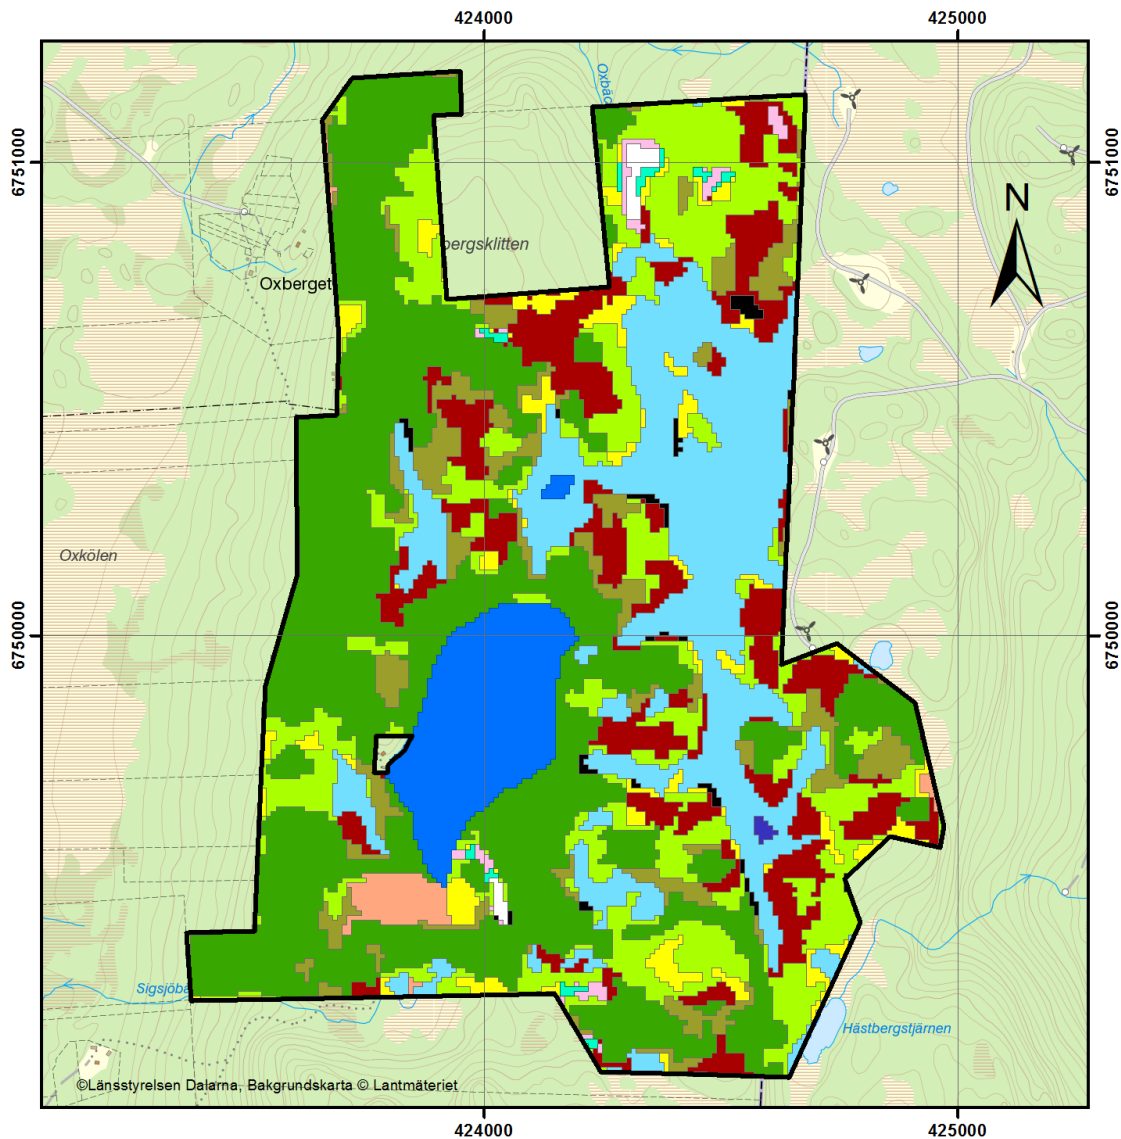 424000
425000
Oxbäc
6751000
6751000
N
bergsklitten
Oxberget
Oxkölen
6750000
6750000
Sigsjöbä
Hästbergstjärnen
©Länsstyrelsen Dalarna, Bakgrundskarta © Lantmäteriet
424000
425000